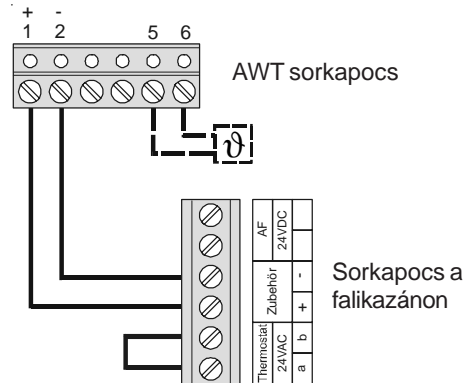 + -
1 2 5 6
AWT sorkapocs
ϑ
AF
24VDC
Zubehör
- 
+
Sorkapocs a
falikazánon
Thermostat
24VAC
b
a